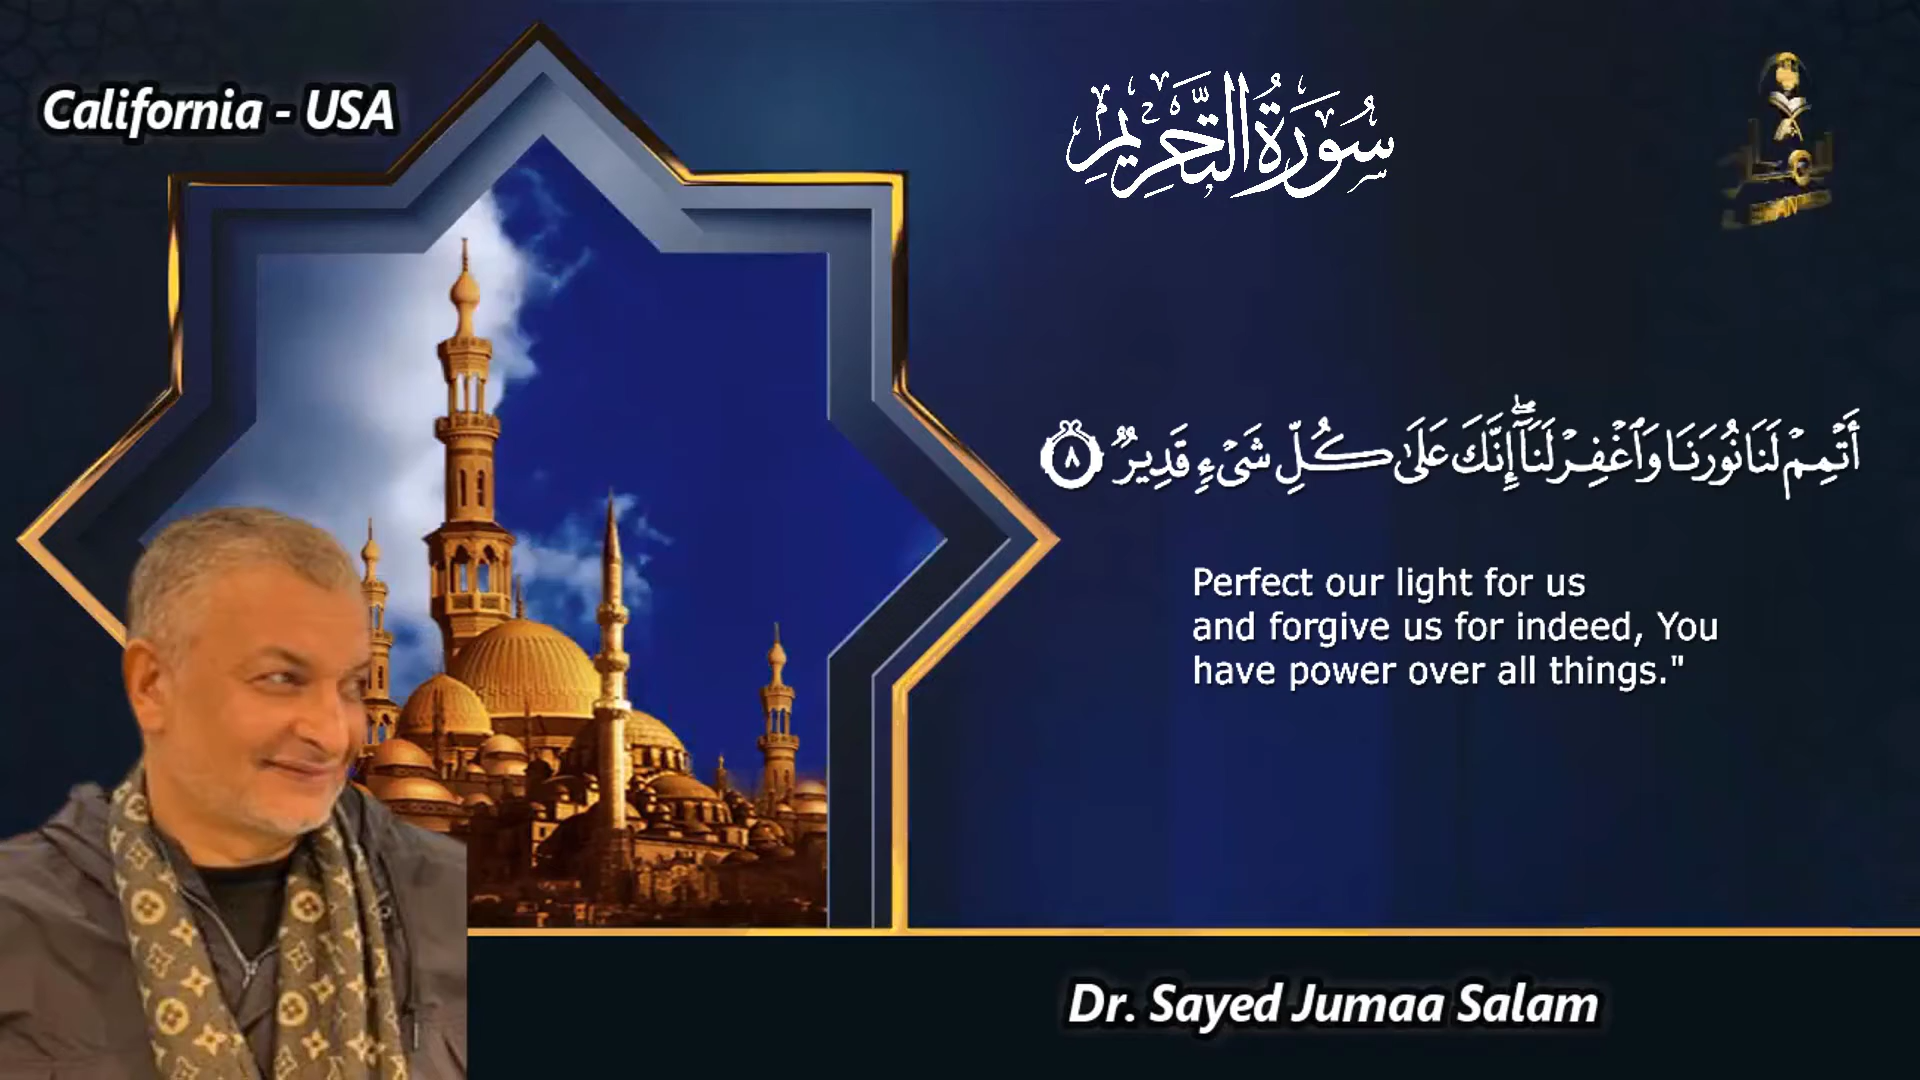 California - USA
سُورَةُ التَّحْرِيمِ
أَتْمِمْ لَنَا نُورَنَا وَٱغْفِرْ لَنَآ ۖ إِنَّكَ عَلَىٰ كُلِّ شَىْءٍ قَدِيرٌ ٨
Perfect our light for us
and forgive us for indeed, You
have power over all things."
Dr. Sayed Jumaa Salam